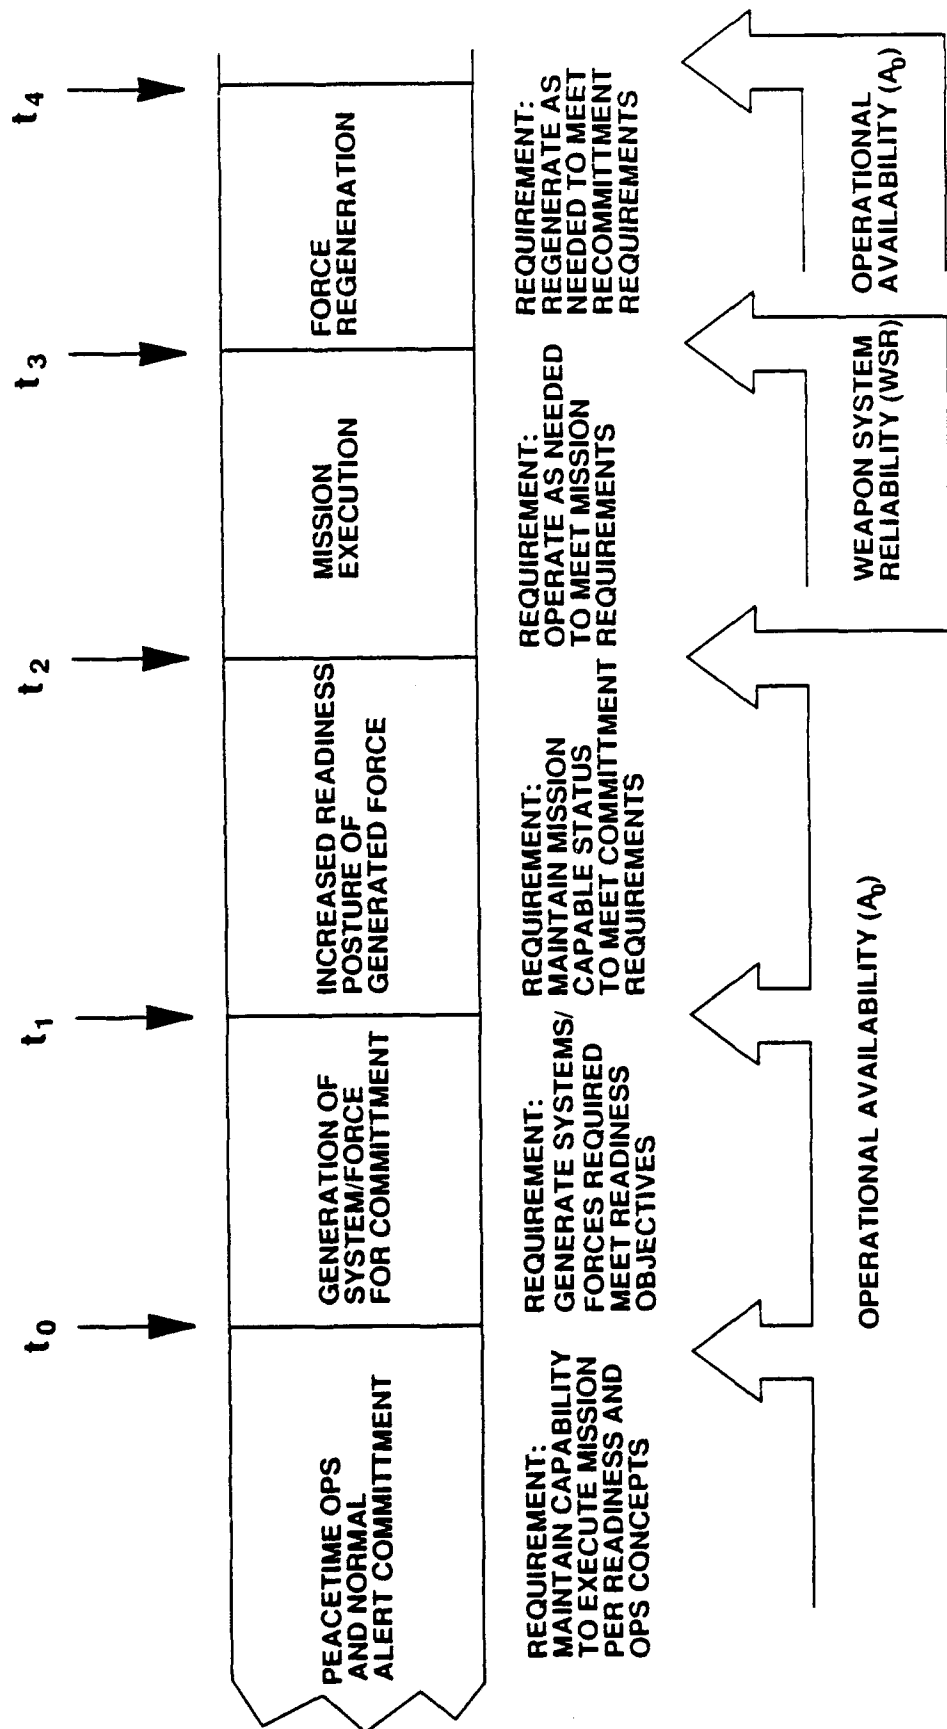 t0
t1
t2
t3
t4
PEACETIME OPS
AND NORMAL
ALERT COMMITTMENT
GENERATION OF
SYSTEM/FORCE
FOR COMMITTMENT
INCREASED READINESS
POSTURE OF
GENERATED FORCE
MISSION
EXECUTION
FORCE
REGENERATION
REQUIREMENT:
MAINTAIN CAPABILITY
TO EXECUTE MISSION
PER READINESS AND
OPS CONCEPTS
REQUIREMENT:
GENERATE SYSTEMS/
FORCES REQUIRED
MEET READINESS
OBJECTIVES
REQUIREMENT:
MAINTAIN MISSION
CAPABLE STATUS
TO MEET COMMITTMENT
REQUIREMENTS
REQUIREMENT:
OPERATE AS NEEDED
TO MEET MISSION
REQUIREMENTS
REQUIREMENT:
REGENERATE AS
NEEDED TO MEET
RECOMMITTMENT
REQUIREMENTS
OPERATIONAL AVAILABILITY (A0)
WEAPON SYSTEM
RELIABILITY (WSR)
OPERATIONAL
AVAILABILITY (A0)